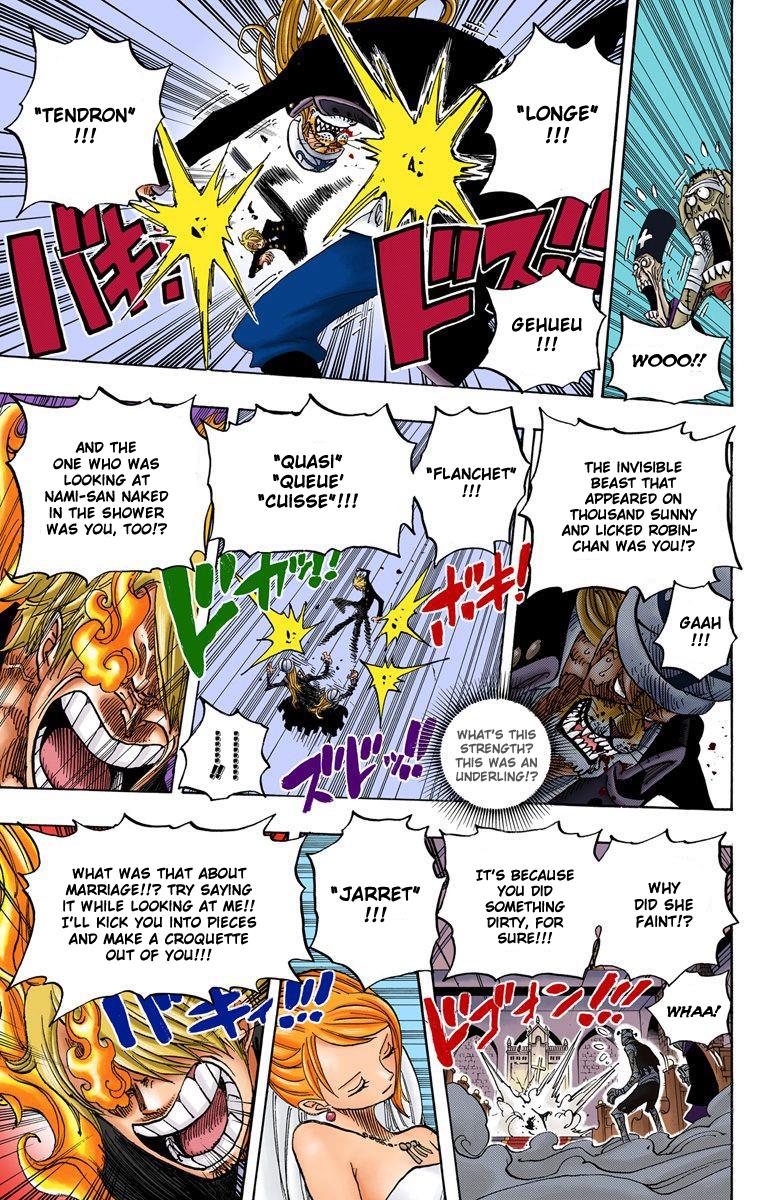 WOOO!!
"LONGE"
!!!
"TENDRON"
!!!
ドス!!!
バキ!
GEHUEU
!!!
THE INVISIBLE
BEAST THAT
APPEARED ON
THOUSAND SUNNY
AND LICKED ROBIN-
CHAN WAS YOU!?
GAAH
!!!
WHAT'S THIS
STRENGTH?
THIS WAS AN
UNDERLING!?
"FLANCHET"
!!!
ボキ!
"QUASI"
"QUEUE'
"CUISSE"!!!
ドガッ!!
ズドッ!!!
!!
AND THE
ONE WHO WAS
LOOKING AT
NAMI-SAN NAKED
IN THE SHOWER
WAS YOU, TOO!?
WHY
DID SHE
FAINT!?
IT'S BECAUSE
YOU DID
SOMETHING
DIRTY, FOR
SURE!!!
WHAA!
ドゴォン!!!
"JARRET"
!!!
WHAT WAS THAT ABOUT
MARRIAGE!!? TRY SAYING
IT WHILE LOOKING AT ME!!
I'LL KICK YOU INTO PIECES
AND MAKE A CROQUETTE
OUT OF YOU!!!
バキィ!!!